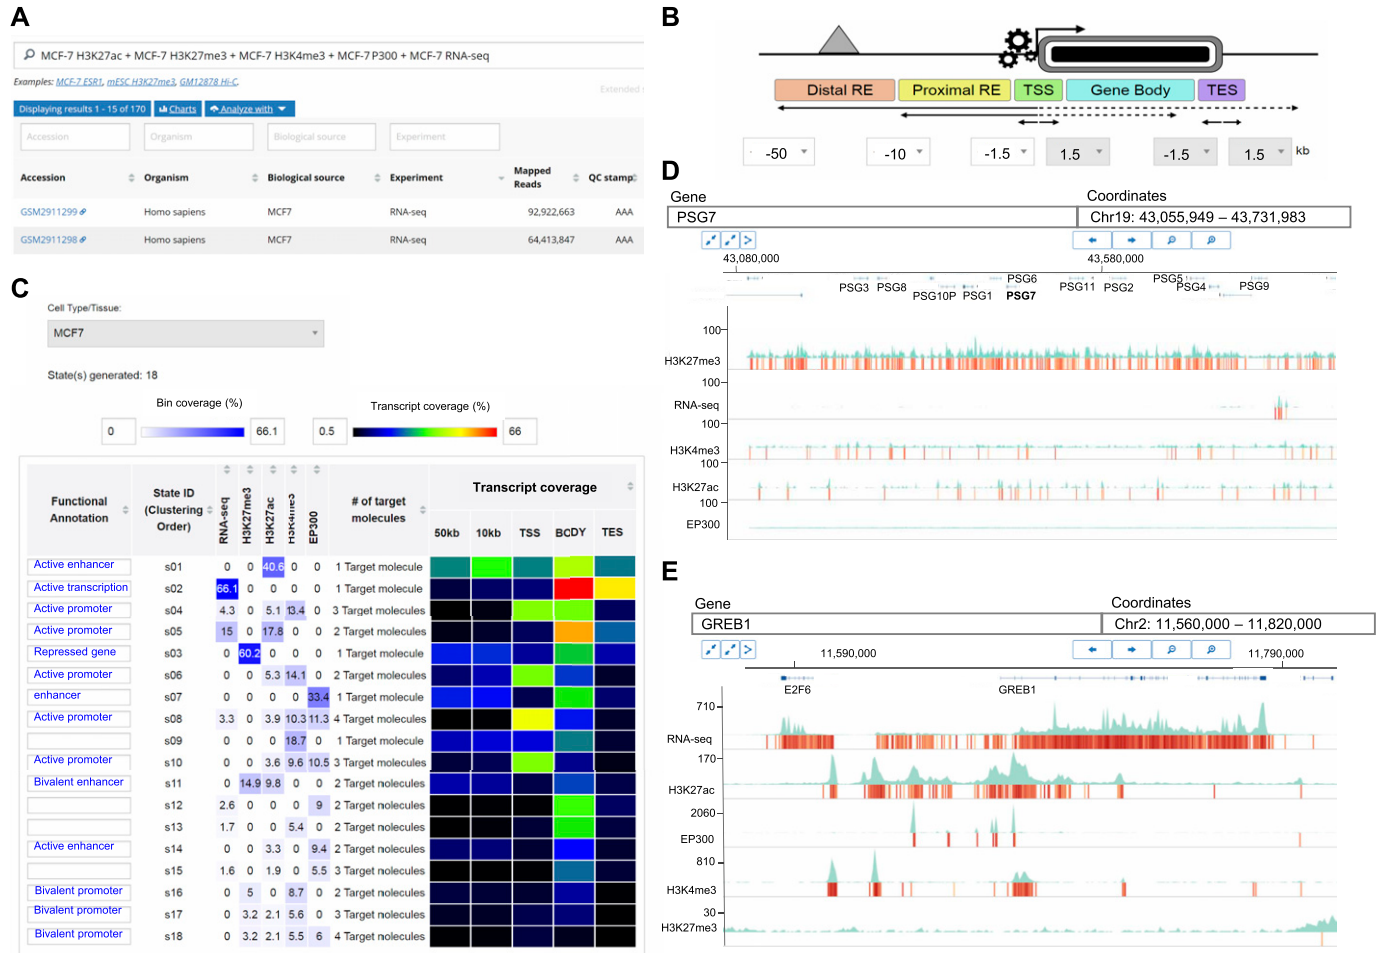 A
MCF-7 H3K27ac + MCF-7 H3K27me3 + MCF-7 H3K4me3 + MCF-7 P300 + MCF-7 RNA-seq
Examples: MCF-7 ESR1, mESC H3K27me3, GM12878 Hi-C.
Extended
Displaying results 1 - 15 of 170 Charts Analyze with
Accession Organism Biological source Experiment
Accession Organism Biological source Experiment Mapped Reads QC stamp
GSM2911299 Homo sapiens MCF7 RNA-seq 92,922,663 AAA
GSM2911298 Homo sapiens MCF7 RNA-seq 64,413,847 AAA
B
Distal RE Proximal RE TSS Gene Body TES
-50 -10 -1.5 1.5 -1.5 1.5 kb
C
Cell Type/Tissue:
MCF7
State(s) generated: 18
Bin coverage (%) Transcript coverage (%)
0 66.1 0.5 66
Functional Annotation State ID (Clustering Order) RNA-seq H3K27me3 H3K27ac H3K4me3 EP300 # of target molecules Transcript coverage
50kb 10kb TSS BODY TES
Active enhancer s01 0 0 40.6 0 0 1 Target molecule
Active transcription s02 66.1 0 0 0 0 1 Target molecule
Active promoter s04 4.3 0 5.1 13.4 0 3 Target molecules
Active promoter s05 15 0 17.8 0 0 2 Target molecules
Repressed gene s03 0 60.2 0 0 0 1 Target molecule
Active promoter s06 0 0 5.3 14.1 0 2 Target molecules
enhancer s07 0 0 0 0 33.4 1 Target molecule
Active promoter s08 3.3 0 3.9 10.3 11.3 4 Target molecules
s09 0 0 0 18.7 0 1 Target molecule
Active promoter s10 0 0 3.6 9.6 10.5 3 Target molecules
Bivalent enhancer s11 0 14.9 9.8 0 0 2 Target molecules
s12 2.6 0 0 0 9 2 Target molecules
s13 1.7 0 0 5.4 0 2 Target molecules
Active enhancer s14 0 0 3.3 0 9.4 2 Target molecules
s15 1.6 0 1.9 0 5.5 3 Target molecules
Bivalent promoter s16 0 5 0 8.7 0 2 Target molecules
Bivalent promoter s17 0 3.2 2.1 5.6 0 3 Target molecules
Bivalent promoter s18 0 3.2 2.1 5.5 6 4 Target molecules
D
Gene Coordinates
PSG7 Chr19: 43,055,949 – 43,731,983
43,080,000 43,580,000
PSG6 PSG5
PSG3 PSG8 PSG11 PSG2 PSG4 PSG9
PSG10P PSG1 PSG7
100
H3K27me3
100
RNA-seq
100
H3K4me3
100
H3K27ac
100
EP300
E
Gene Coordinates
GREB1 Chr2: 11,560,000 – 11,820,000
11,590,000 11,790,000
E2F6 GREB1
710
RNA-seq
170
H3K27ac
2060
EP300
810
H3K4me3
30
H3K27me3